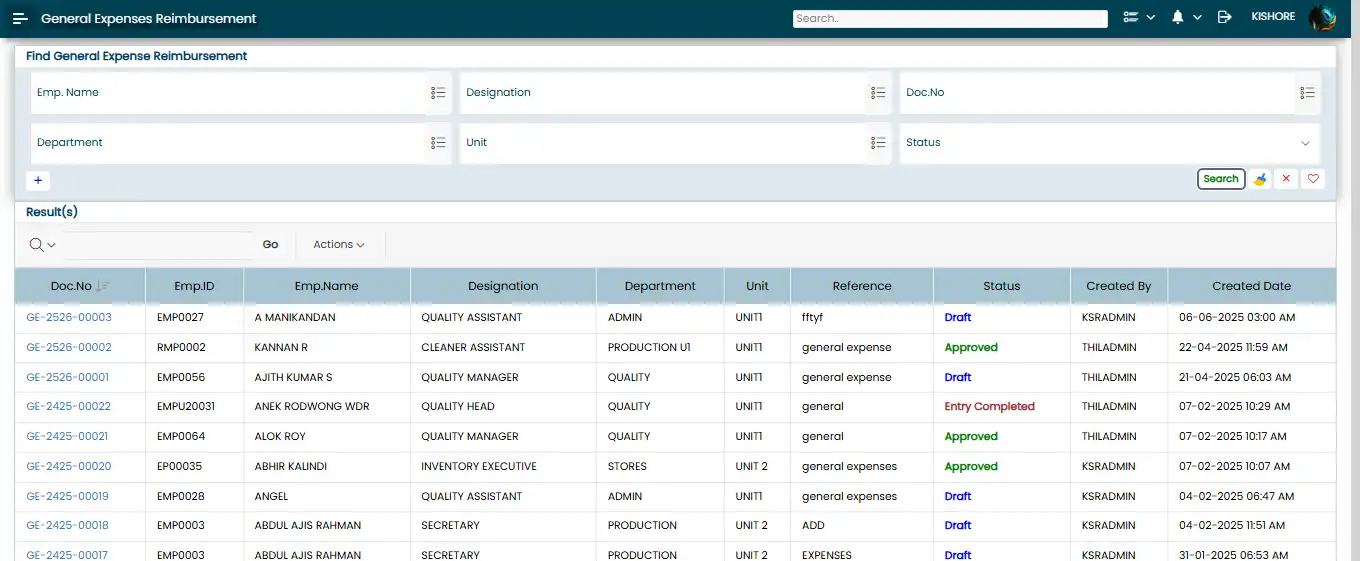 General Expenses Reimbursement Search.. KISHORE
Find General Expense Reimbursement
Emp. Name Designation Doc.No
Department Unit Status
+ Search
Result(s)
Go Actions
Doc.No Emp.ID Emp.Name Designation Department Unit Reference Status Created By Created Date
GE-2526-00003 EMP0027 A MANIKANDAN QUALITY ASSISTANT ADMIN UNIT1 fftyf Draft KSRADMIN 06-06-2025 03:00 AM
GE-2526-00002 RMP0002 KANNAN R CLEANER ASSISTANT PRODUCTION U1 UNIT1 general expense Approved THILADMIN 22-04-2025 11:59 AM
GE-2526-00001 EMP0056 AJITH KUMAR S QUALITY MANAGER QUALITY UNIT1 general expense Draft THILADMIN 21-04-2025 06:03 AM
GE-2425-00022 EMPU20031 ANEK RODWONG WDR QUALITY HEAD QUALITY UNIT1 general Entry Completed THILADMIN 07-02-2025 10:29 AM
GE-2425-00021 EMP0064 ALOK ROY QUALITY MANAGER QUALITY UNIT1 general Approved THILADMIN 07-02-2025 10:17 AM
GE-2425-00020 EP00035 ABHIR KALINDI INVENTORY EXECUTIVE STORES UNIT 2 general expenses Approved KSRADMIN 07-02-2025 10:07 AM
GE-2425-00019 EMP0028 ANGEL QUALITY ASSISTANT ADMIN UNIT1 general expenses Draft KSRADMIN 04-02-2025 06:47 AM
GE-2425-00018 EMP0003 ABDUL AJIS RAHMAN SECRETARY PRODUCTION UNIT 2 ADD Draft KSRADMIN 04-02-2025 11:51 AM
GE-2425-00017 EMP0003 ABDUL AJIS RAHMAN SECRETARY PRODUCTION UNIT 2 EXPENSES Draft KSRADMIN 31-01-2025 06:53 AM